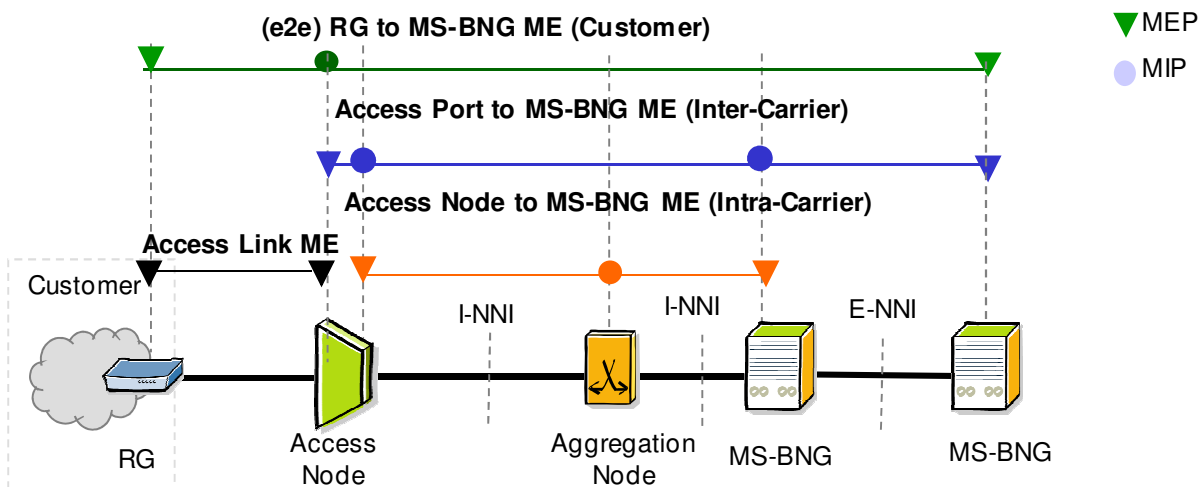 (e2e) RG to MS-BNG ME (Customer)
MEP
MIP
Access Port to MS-BNG ME (Inter-Carrier)
Access Node to MS-BNG ME (Intra-Carrier)
Access Link ME
Customer
I-NNI
I-NNI
E-NNI
RG
Access
Node
Aggregation
Node
MS-BNG
MS-BNG